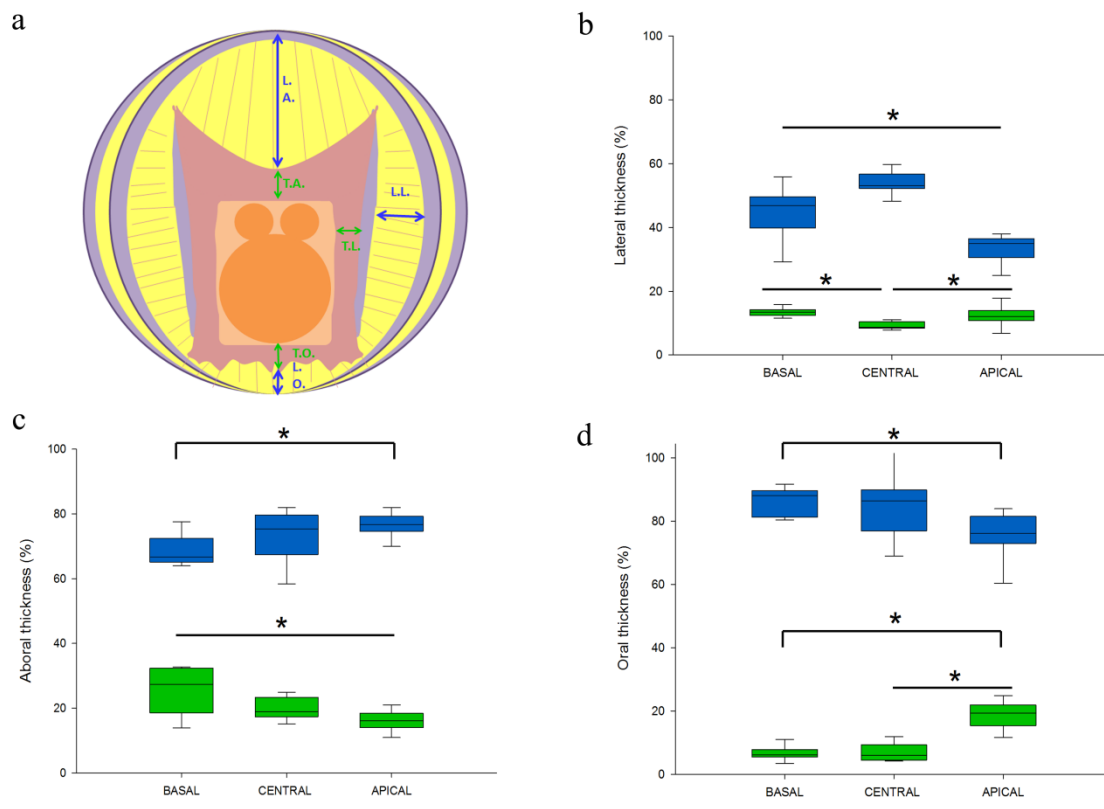 a
L.
A.
T.A.
L.L.
T.L.
T.O.
L.
O.
b
Lateral thickness (%)
100
80
60
40
20
0
*
*
*
BASAL CENTRAL APICAL
c
Aboral thickness (%)
100
80
60
40
20
0
*
*
BASAL CENTRAL APICAL
d
Oral thickness (%)
100
80
60
40
20
0
*
*
*
BASAL CENTRAL APICAL